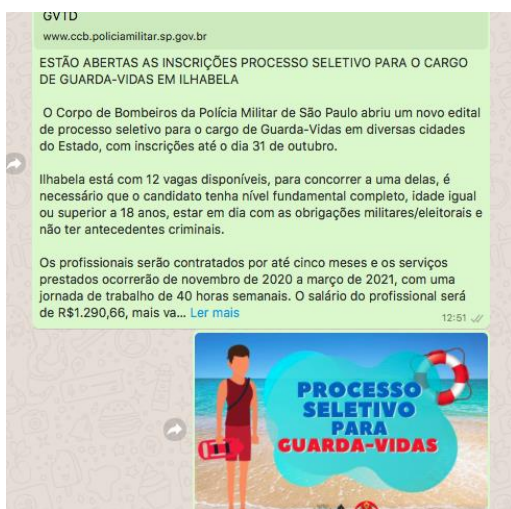 GVTD
www.ccb.policiamilitar.sp.gov.br
ESTÃO ABERTAS AS INSCRIÇÕES PROCESSO SELETIVO PARA O CARGO
DE GUARDA-VIDAS EM ILHABELA
O Corpo de Bombeiros da Polícia Militar de São Paulo abriu um novo edital
de processo seletivo para o cargo de Guarda-Vidas em diversas cidades
do Estado, com inscrições até o dia 31 de outubro.
Ilhabela está com 12 vagas disponíveis, para concorrer a uma delas, é
necessário que o candidato tenha nível fundamental completo, idade igual
ou superior a 18 anos, estar em dia com as obrigações militares/eleitorais e
não ter antecedentes criminais.
Os profissionais serão contratados por até cinco meses e os serviços
prestados ocorrerão de novembro de 2020 a março de 2021, com uma
jornada de trabalho de 40 horas semanais. O salário do profissional será
de R$1.290,66, mais va... Ler mais
12:51
PROCESSO
SELETIVO
PARA
GUARDA-VIDAS